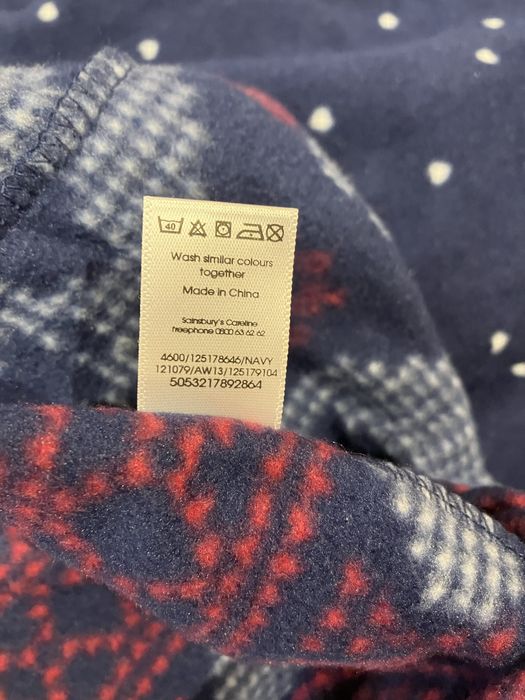 40
Wash similar colours
together
Made in China
Sainsbury's Careline
freephone 0800 63 62 62
4600/125178646/NAVY
121079/AW13/125179104
5053217892864